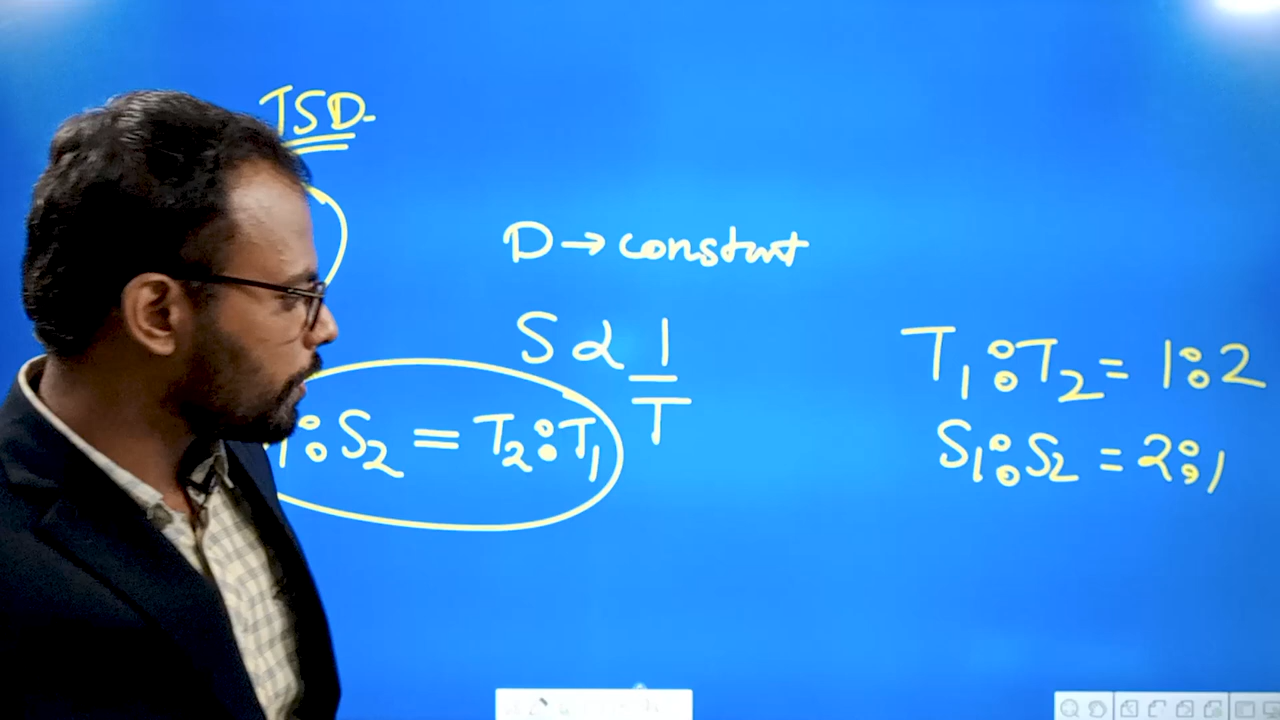 TSD
D → constant
S α 1/T
: S₂ = T₂ : T₁
T₁ : T₂ = 1 : 2
S₁ : S₂ = 2 : 1